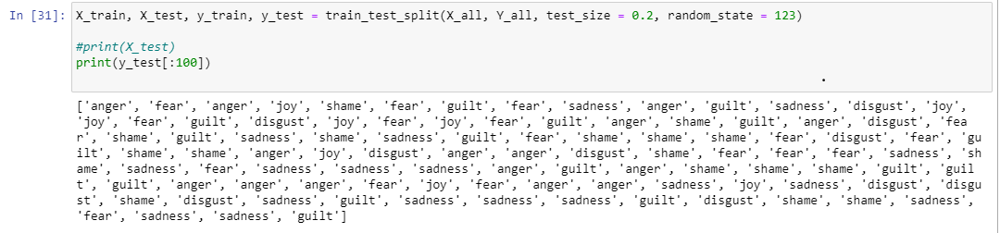 In [31]: X_train, X_test, y_train, y_test = train_test_split(X_all, Y_all, test_size = 0.2, random_state = 123)
#print(X_test)
print(y_test[:100])
['anger', 'fear', 'anger', 'joy', 'shame', 'fear', 'guilt', 'fear', 'sadness', 'anger', 'guilt', 'sadness', 'disgust', 'joy',
'joy', 'fear', 'guilt', 'disgust', 'joy', 'fear', 'joy', 'fear', 'guilt', 'anger', 'shame', 'guilt', 'anger', 'disgust', 'fea
r', 'shame', 'guilt', 'sadness', 'shame', 'sadness', 'guilt', 'fear', 'shame', 'shame', 'shame', 'fear', 'disgust', 'fear', 'gu
ilt', 'shame', 'shame', 'anger', 'joy', 'disgust', 'anger', 'anger', 'disgust', 'shame', 'fear', 'fear', 'fear', 'sadness', 'sh
ame', 'sadness', 'fear', 'sadness', 'sadness', 'sadness', 'anger', 'guilt', 'anger', 'shame', 'shame', 'shame', 'guilt', 'guil
t', 'guilt', 'anger', 'anger', 'anger', 'fear', 'joy', 'fear', 'anger', 'anger', 'sadness', 'joy', 'sadness', 'disgust', 'disgu
st', 'shame', 'disgust', 'sadness', 'guilt', 'sadness', 'sadness', 'sadness', 'guilt', 'disgust', 'shame', 'shame', 'sadness',
'fear', 'sadness', 'sadness', 'guilt']